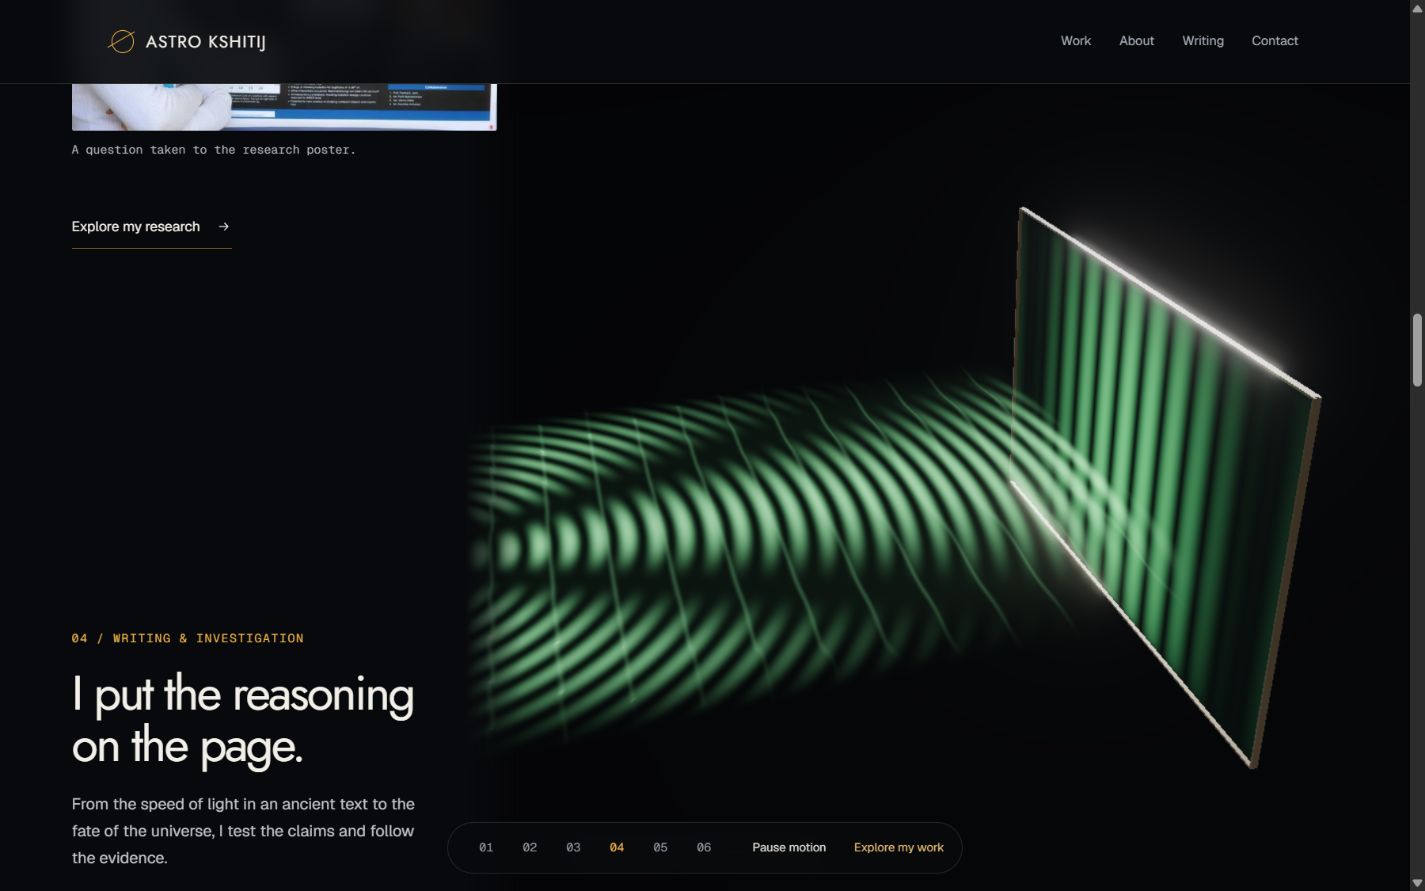 ASTRO KSHITIJ
Work About Writing Contact
Collaboration
A question taken to the research poster.
Explore my research →
04 / WRITING & INVESTIGATION
I put the reasoning
on the page.
From the speed of light in an ancient text to the
fate of the universe, I test the claims and follow
the evidence.
01 02 03 04 05 06 Pause motion Explore my work